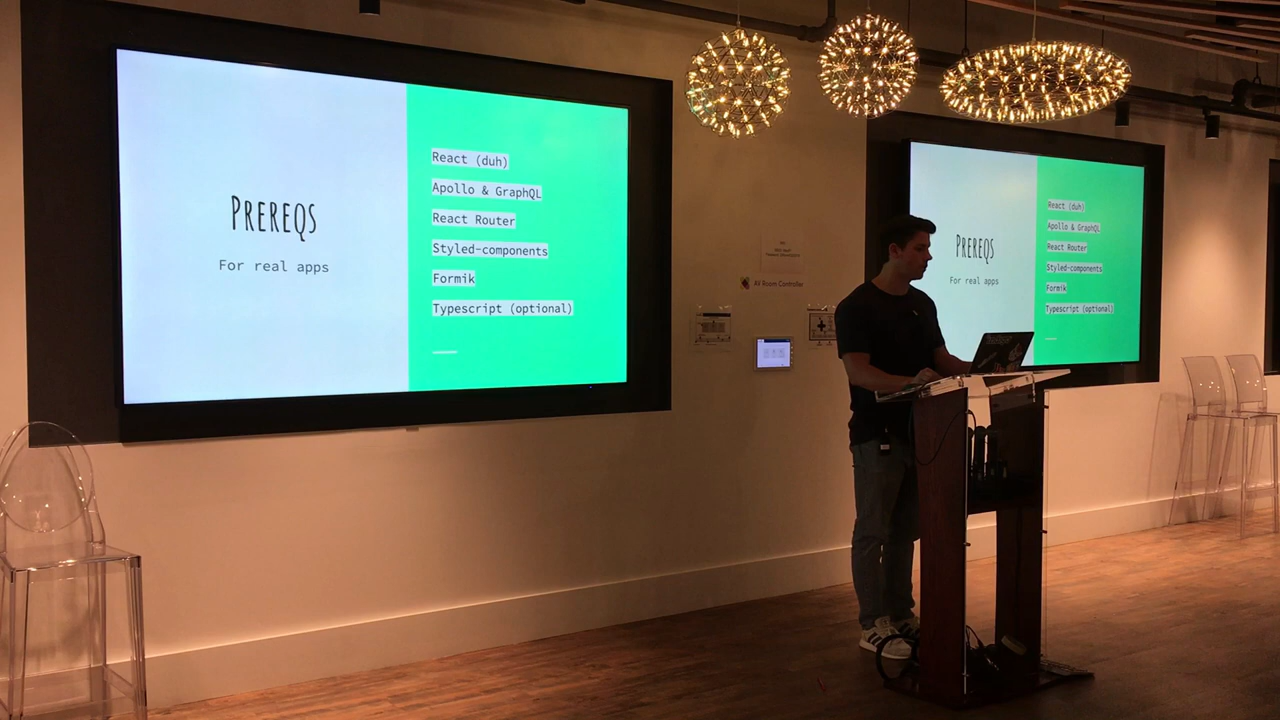 PREREQS
For real apps
React (duh)
Apollo & GraphQL
React Router
Styled-components
Formik
Typescript (optional)
AV Room Controller
PREREQS
For real apps
React (duh)
Apollo & GraphQL
React Router
Styled-components
Formik
Typescript (optional)